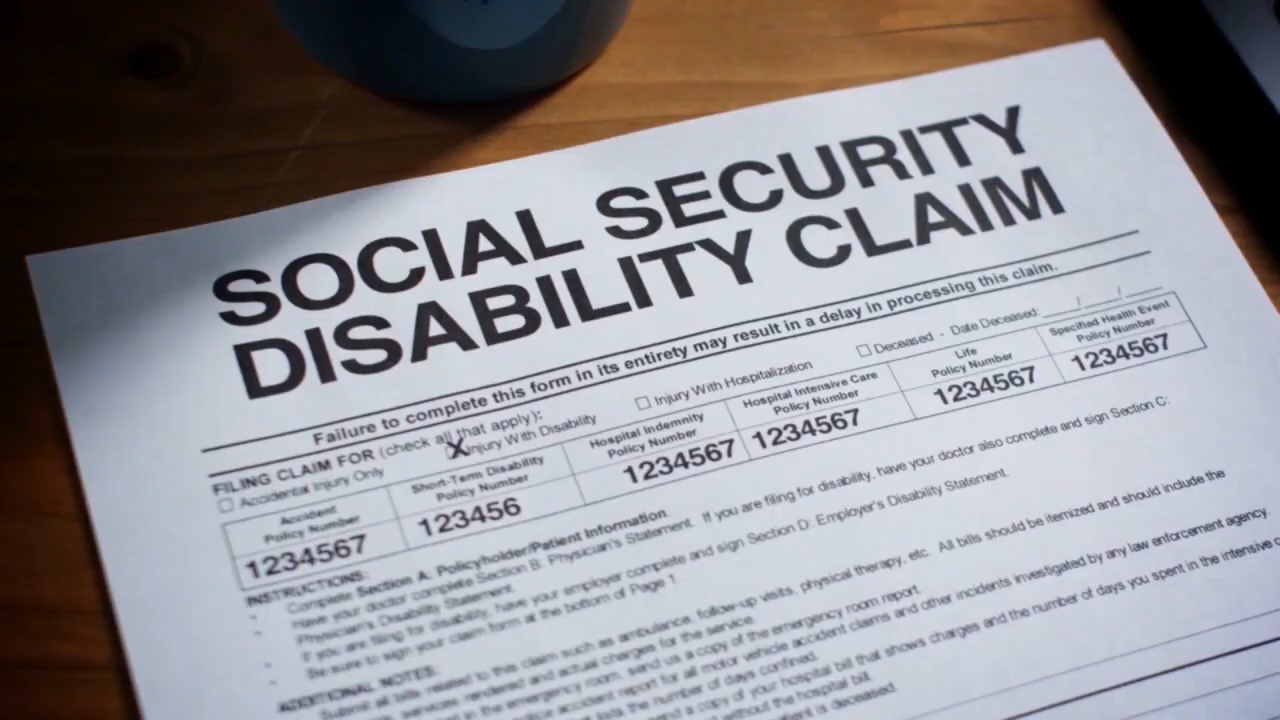 SOCIAL SECURITY
DISABILITY CLAIM
Failure to complete this form in its entirety may result in a delay in processing this claim.
FILING CLAIM FOR (check all that apply):
☐ Accidental Injury Only
X Injury With Disability
☐ Injury With Hospitalization
☐ Deceased - Date Deceased: ___/___/___
Accident
Policy Number
1234567
Short-Term Disability
Policy Number
123456
Hospital Indemnity
Policy Number
1234567
Hospital Intensive Care
Policy Number
1234567
Life
Policy Number
1234567
Specified Health Event
Policy Number
1234567
INSTRUCTIONS:
Complete Section A: Policyholder/Patient Information
Have your doctor complete Section B: Physician's Statement. If you are filing for disability, have your doctor also complete and sign Section C:
Physician's Disability Statement.
If you are filing for disability, have your employer complete and sign Section D: Employer's Disability Statement.
Be sure to sign your claim form at the bottom of Page 1.
ADDITIONAL NOTES:
Submit all bills related to this claim such as ambulance, follow-up visits, physical therapy, etc. All bills should be itemized and should include the
services rendered and actual charges for the service.
in the emergency room, send us a copy of the emergency room report.
accident report for all motor vehicle accident claims and other incidents investigated by any law enforcement agency.
lists the number of days confined.
a copy of your hospital bill that shows charges and the number of days you spent in the intensive
without the hospital bill.
patient is deceased.